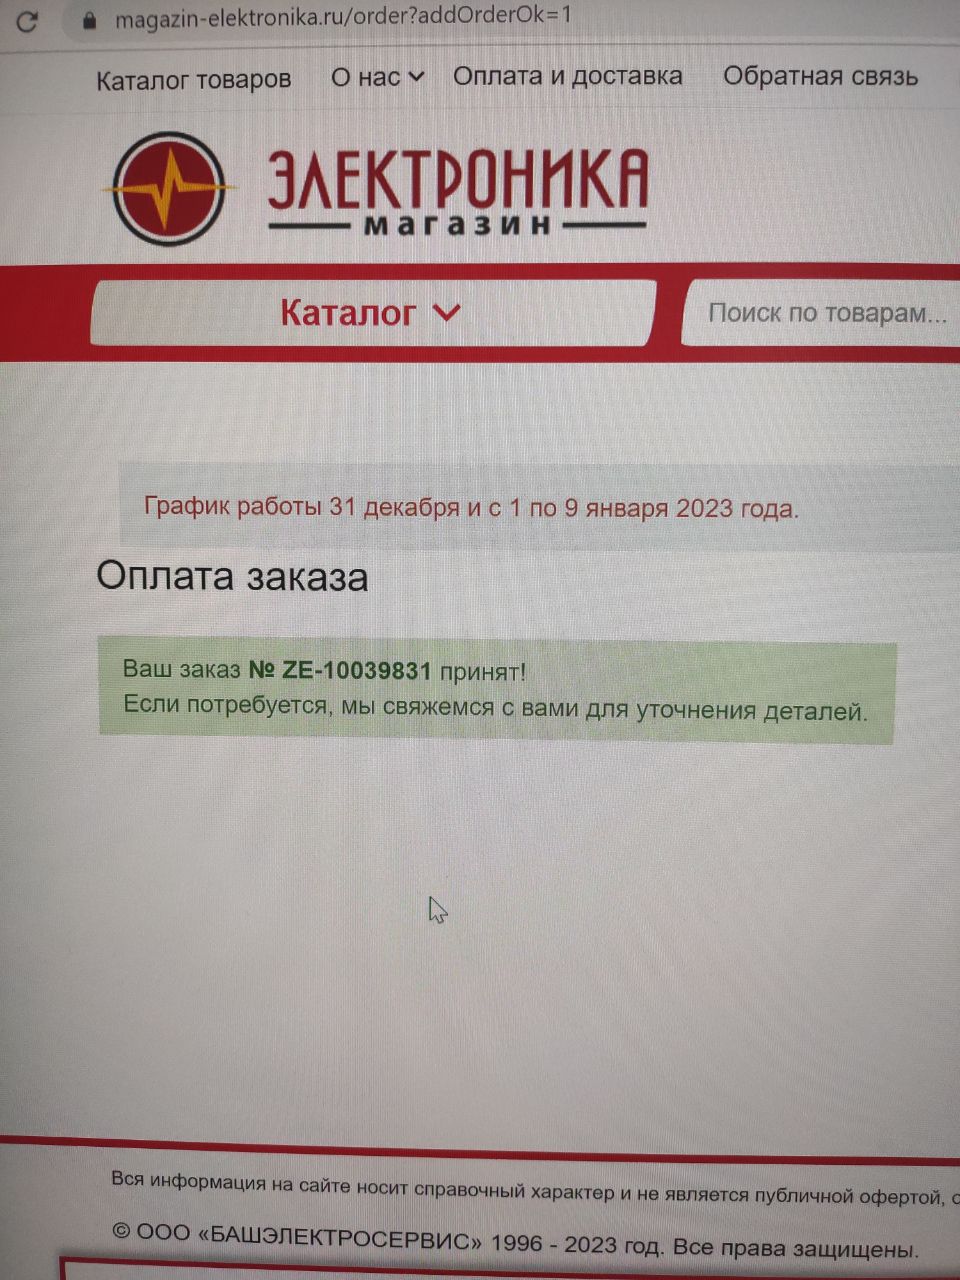 magazin-elektronika.ru/order?addOrderOk=1
Каталог товаров О нас Оплата и доставка Обратная связь
ЭЛЕКТРОНИКА
магазин
Каталог
Поиск по товарам...
График работы 31 декабря и с 1 по 9 января 2023 года.
Оплата заказа
Ваш заказ № ZE-10039831 принят!
Если потребуется, мы свяжемся с вами для уточнения деталей.
Вся информация на сайте носит справочный характер и не является публичной офертой,
© ООО «БАШЭЛЕКТРОСЕРВИС» 1996 - 2023 год. Все права защищены.